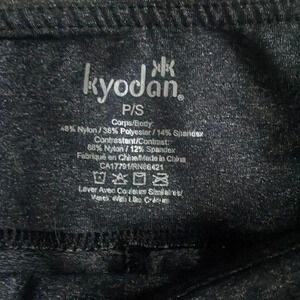 kyodan®
P/S
Corps/Body:
48% Nylon / 38% Polyester / 14% Spandex
Contrastant/Contrast:
88% Nylon / 12% Spandex
Fabriqué en Chine/Made in China
CA17791/RN86421
Laver Avec Couleurs Similaires/
Wash With Like Colours